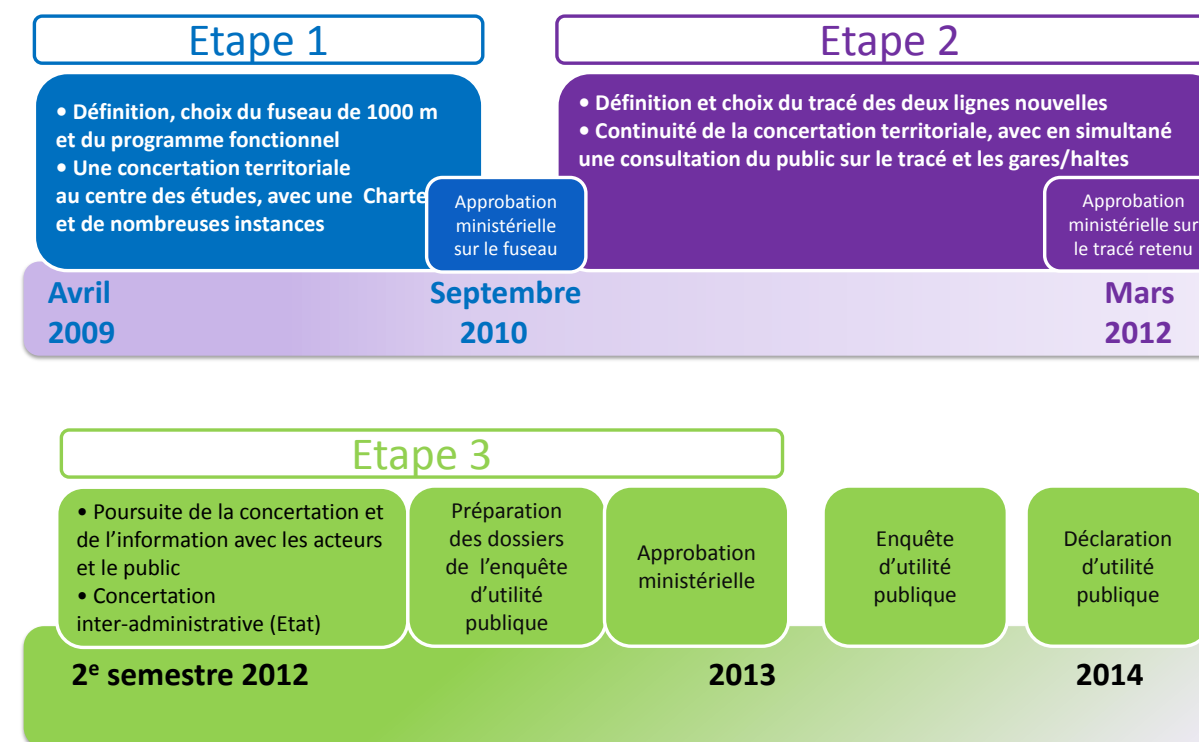 Etape 1
• Définition, choix du fuseau de 1000 m
et du programme fonctionnel
• Une concertation territoriale
au centre des études, avec une Charte
et de nombreuses instances
Approbation
ministérielle
sur le fuseau
Etape 2
• Définition et choix du tracé des deux lignes nouvelles
• Continuité de la concertation territoriale, avec en simultané
une consultation du public sur le tracé et les gares/haltes
Approbation
ministérielle sur
le tracé retenu
Avril
2009
Septembre
2010
Mars
2012
Etape 3
• Poursuite de la concertation et
de l’information avec les acteurs
et le public
• Concertation
inter-administrative (Etat)
Préparation
des dossiers
de l’enquête
d’utilité
publique
Approbation
ministérielle
Enquête
d’utilité
publique
Déclaration
d’utilité
publique
2e semestre 2012
2013
2014